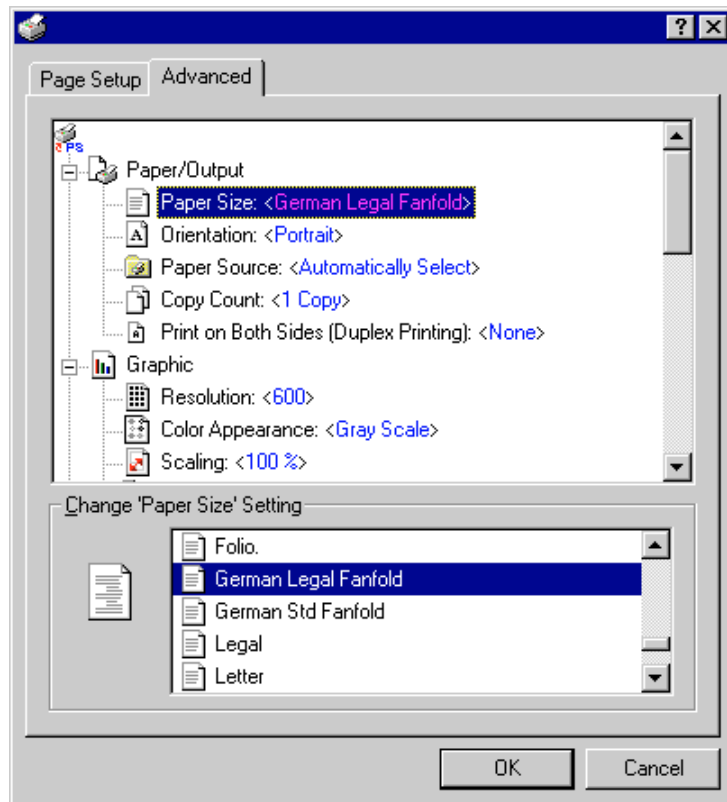 ?
Page Setup
Advanced
PS
Paper/Output
Paper Size: <German Legal Fanfold>
A Orientation: <Portrait>
Paper Source: <Automatically Select>
Copy Count: <1 Copy>
A Print on Both Sides (Duplex Printing): <None>
Graphic
Resolution: <600>
Color Appearance: <Gray Scale>
Scaling: <100 %>
Change 'Paper Size' Setting
Folio.
German Legal Fanfold
German Std Fanfold
Legal
Letter
OK
Cancel